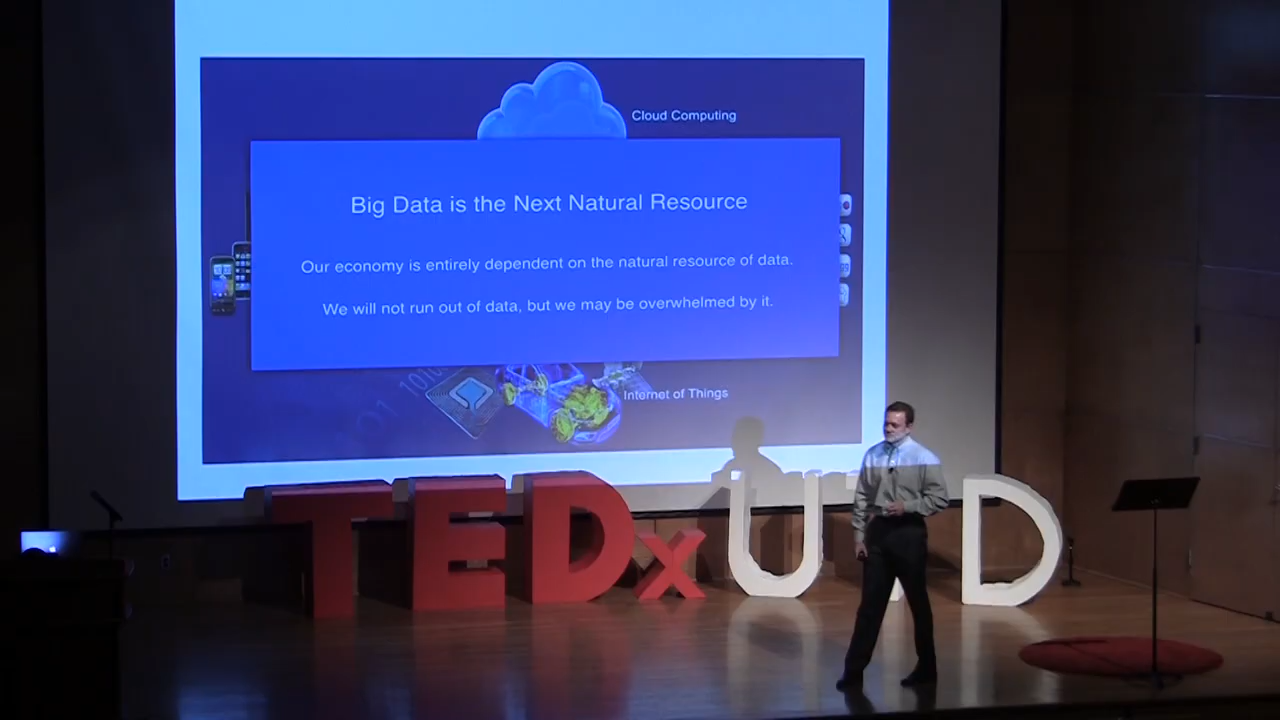 Cloud Computing
Big Data is the Next Natural Resource
Our economy is entirely dependent on the natural resource of data.
We will not run out of data, but we may be overwhelmed by it.
Internet of Things
TEDxU D